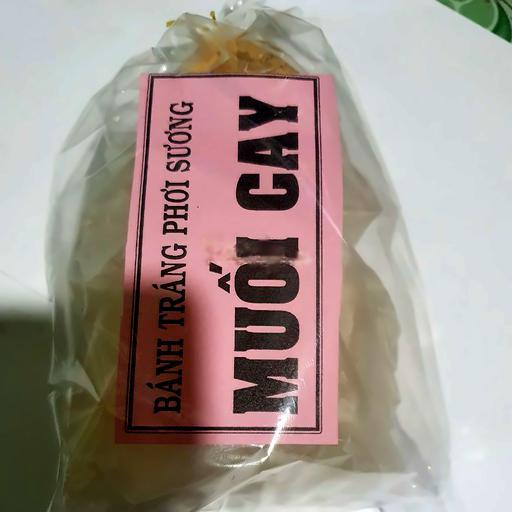 BÁNH TRÁNG PHƠI SƯƠNG
MUỐI CAY